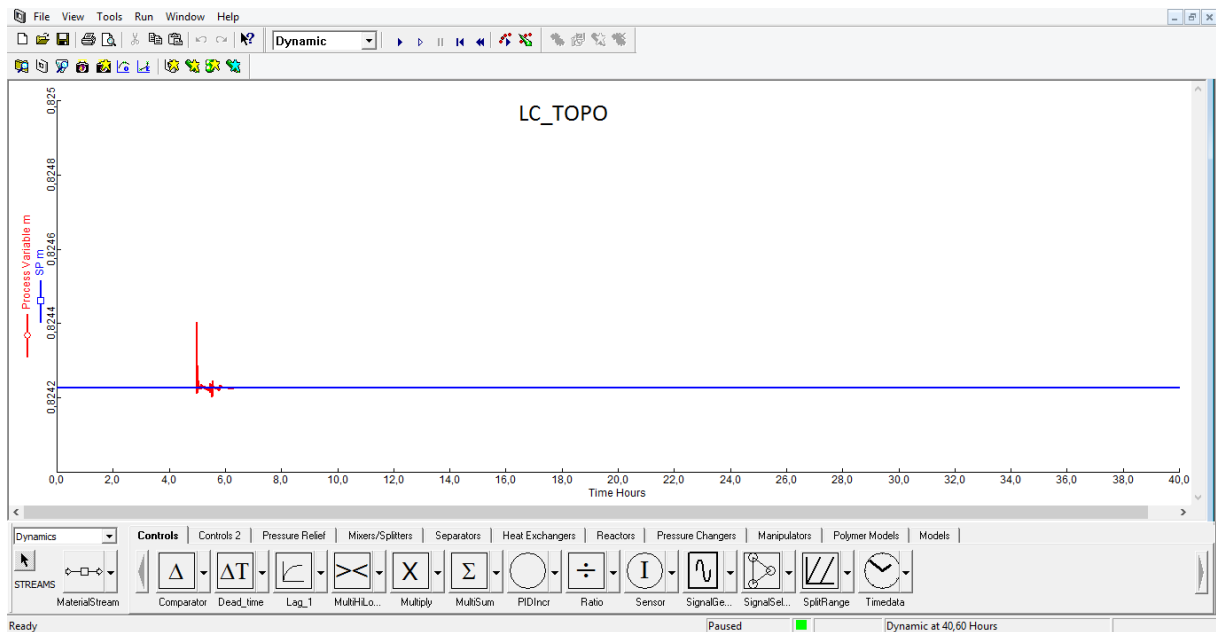 File View Tools Run Window Help
Dynamic
LC_TOPO
Process Variable m
SP m
0,825
0,8248
0,8246
0,8244
0,8242
0,0 2,0 4,0 6,0 8,0 10,0 12,0 14,0 16,0 18,0 20,0 22,0 24,0 26,0 28,0 30,0 32,0 34,0 36,0 38,0 40,0
Time Hours
Dynamics
Controls Controls 2 Pressure Relief Mixers/Splitters Separators Heat Exchangers Reactors Pressure Changers Manipulators Polymer Models Models
Δ ΔT >< X Σ ÷ I
STREAMS
MaterialStream Comparator Dead_time Lag_1 MultiHiLo... Multiply MultiSum PIDIncr Ratio Sensor SignalGe... SignalSel... SplitRange Timedata
Ready Paused Dynamic at 40,60 Hours